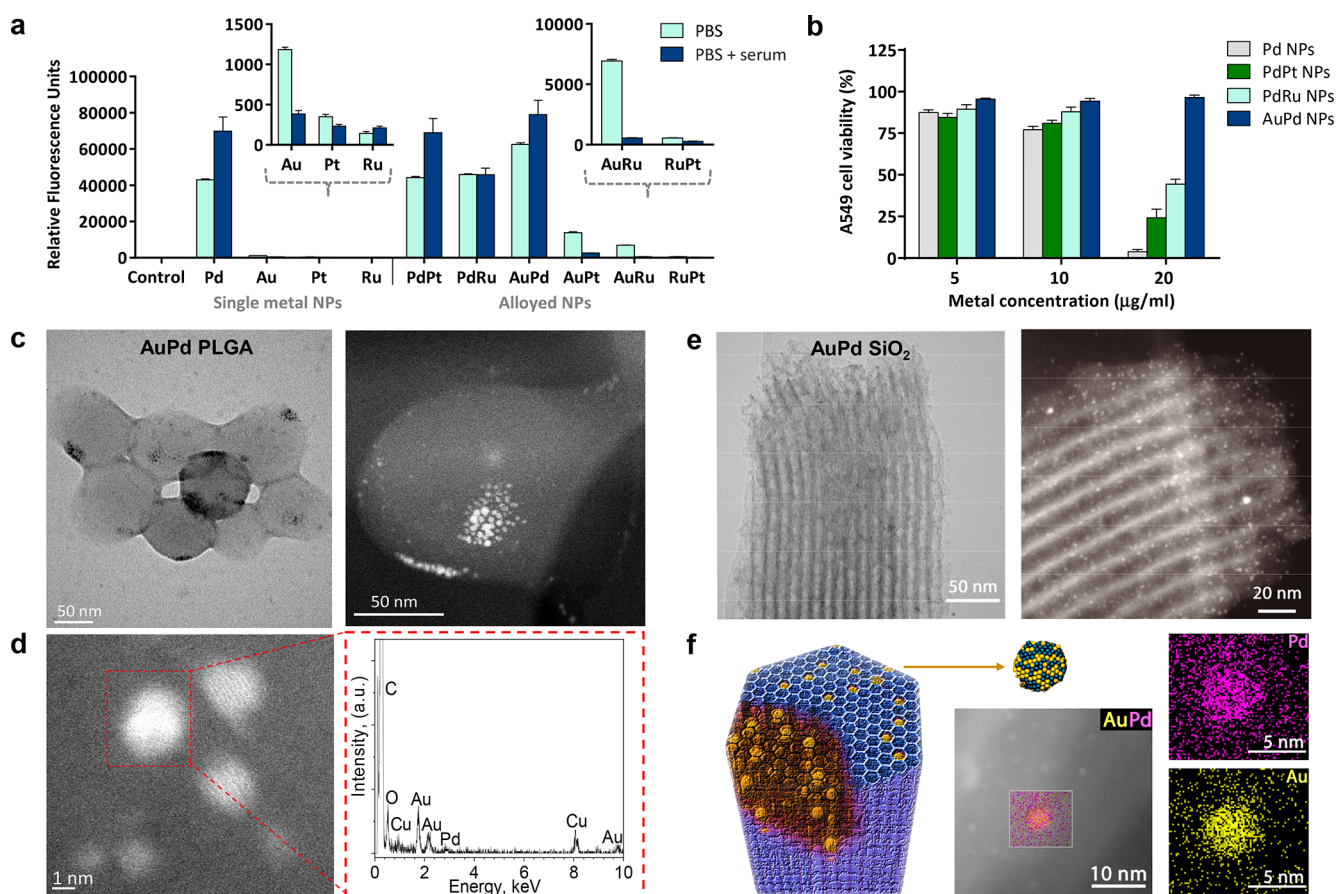 a
Relative Fluorescence Units
100000
80000
60000
40000
20000
0
1500
1000
500
0
Au Pt Ru
10000
5000
0
AuRu RuPt
PBS
PBS + serum
Control Pd Au Pt Ru PdPt PdRu AuPd AuPt AuRu RuPt
Single metal NPs Alloyed NPs
b
A549 cell viability (%)
125
100
75
50
25
0
5 10 20
Metal concentration (µg/ml)
Pd NPs
PdPt NPs
PdRu NPs
AuPd NPs
c
AuPd PLGA
50 nm
50 nm
e
AuPd SiO₂
50 nm
20 nm
d
1 nm
Intensity, (a.u.)
C
O
Cu
Au
Au
Pd
Cu
Au
0 2 4 6 8 10
Energy, keV
f
AuPd
10 nm
Pd
5 nm
Au
5 nm